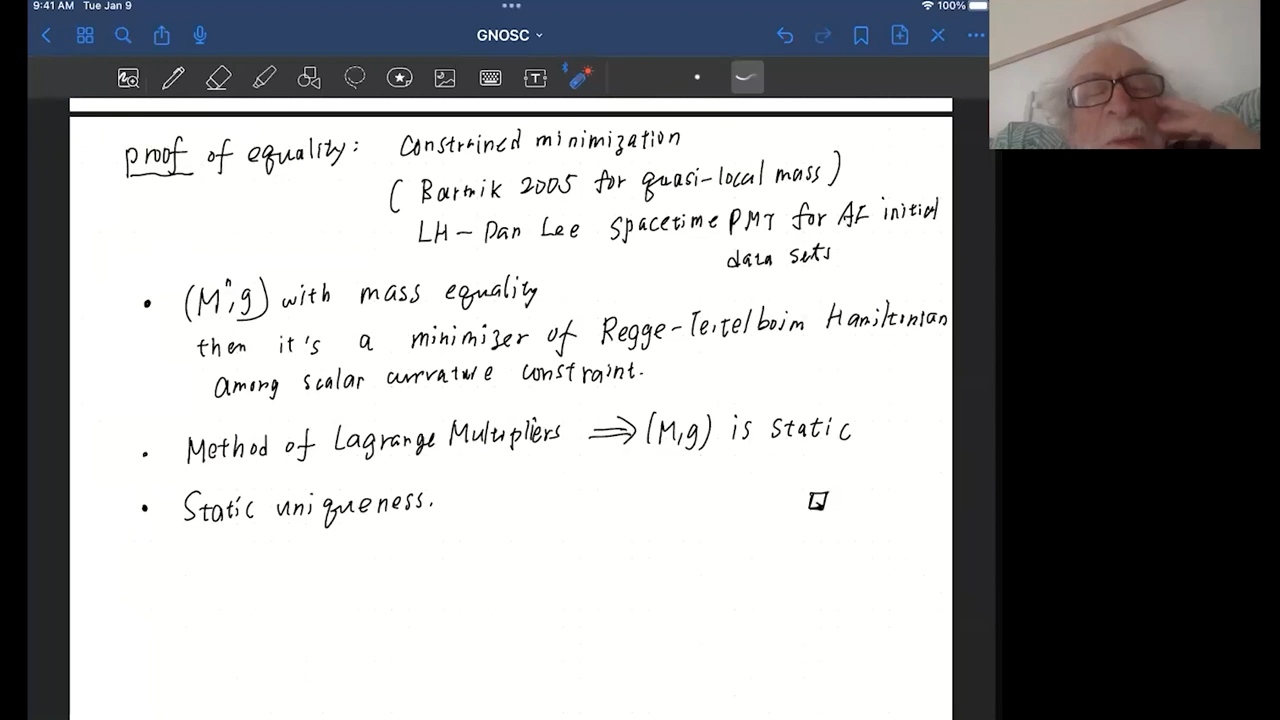 9:41 AM Tue Jan 9
100%
GNOSC
proof of equality: Constrained minimization
(Bartnik 2005 for quasi-local mass)
LH - Dan Lee spacetime PMT for AF initial
data sets
• (Mⁿ, g) with mass equality
then it's a minimizer of Regge-Teitelboim Hamiltonian
among scalar curvature constraint.
• Method of Lagrange Multipliers ⟹ (M, g) is static
• Static uniqueness. □